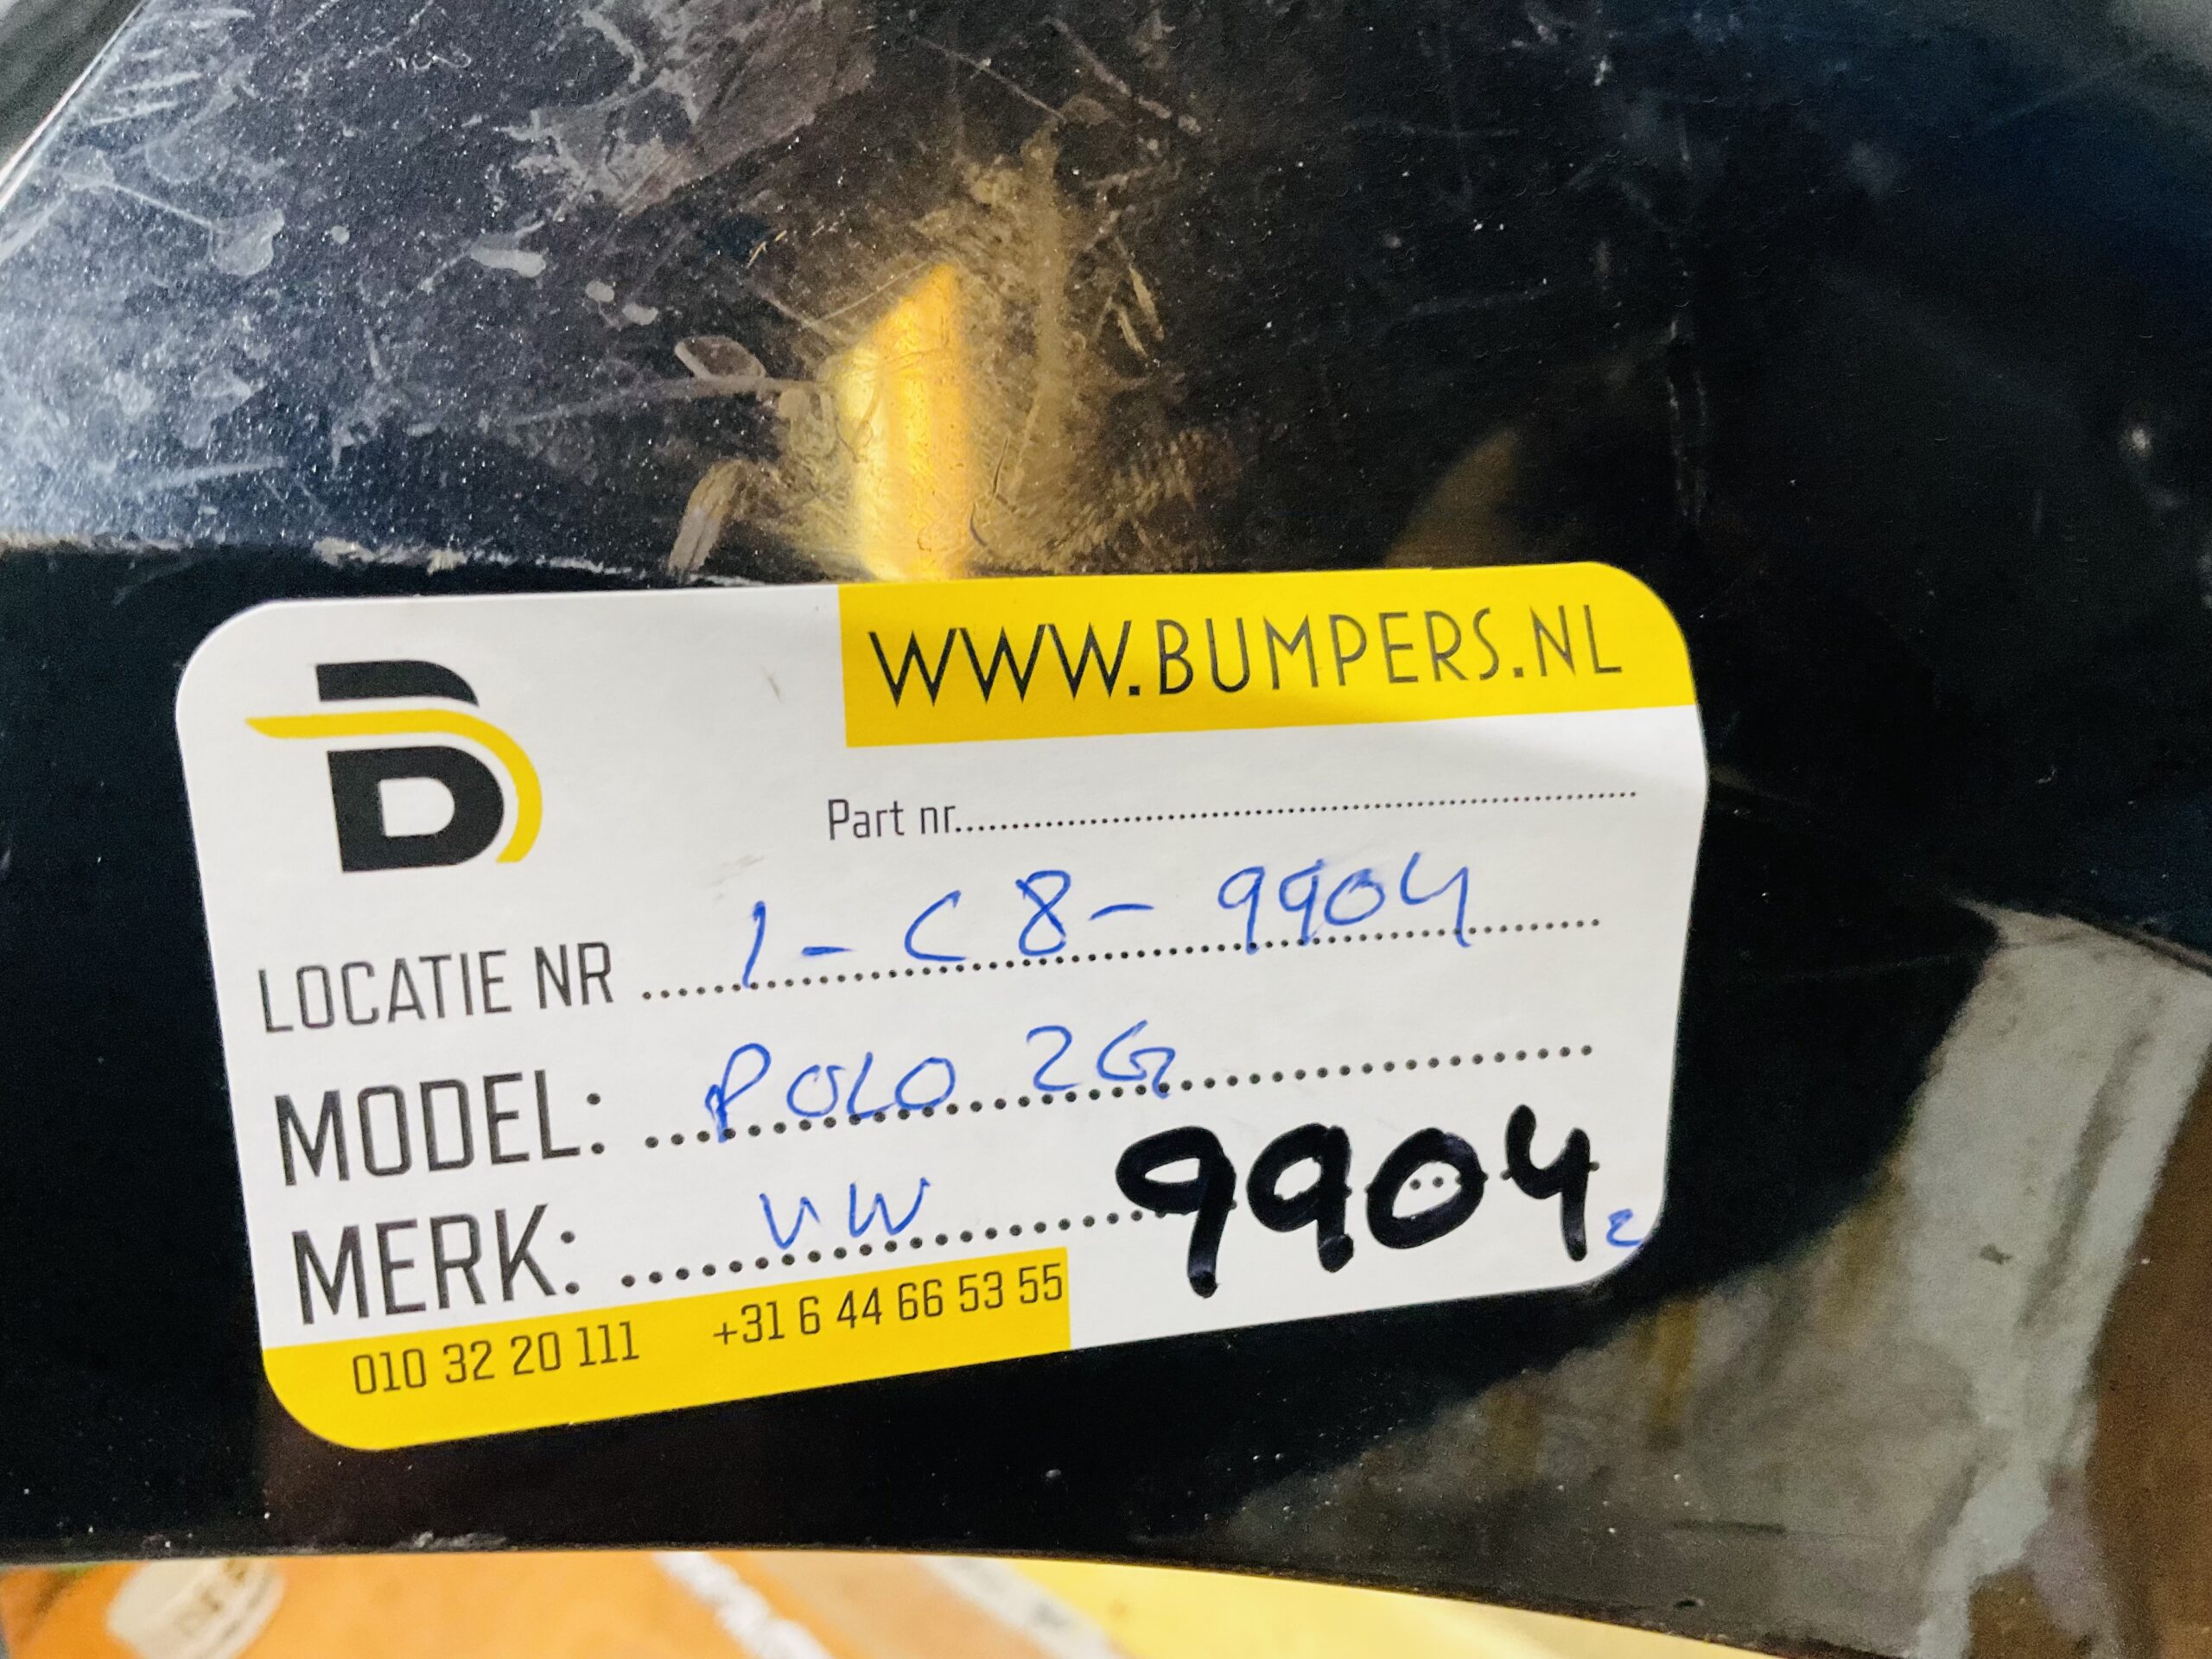 WWW.BUMPERS.NL
B
Part nr.
LOCATIE NR 1-C8-9904
MODEL: POLO 2G
MERK: VW 9904 2
010 32 20 111 +31 6 44 66 53 55